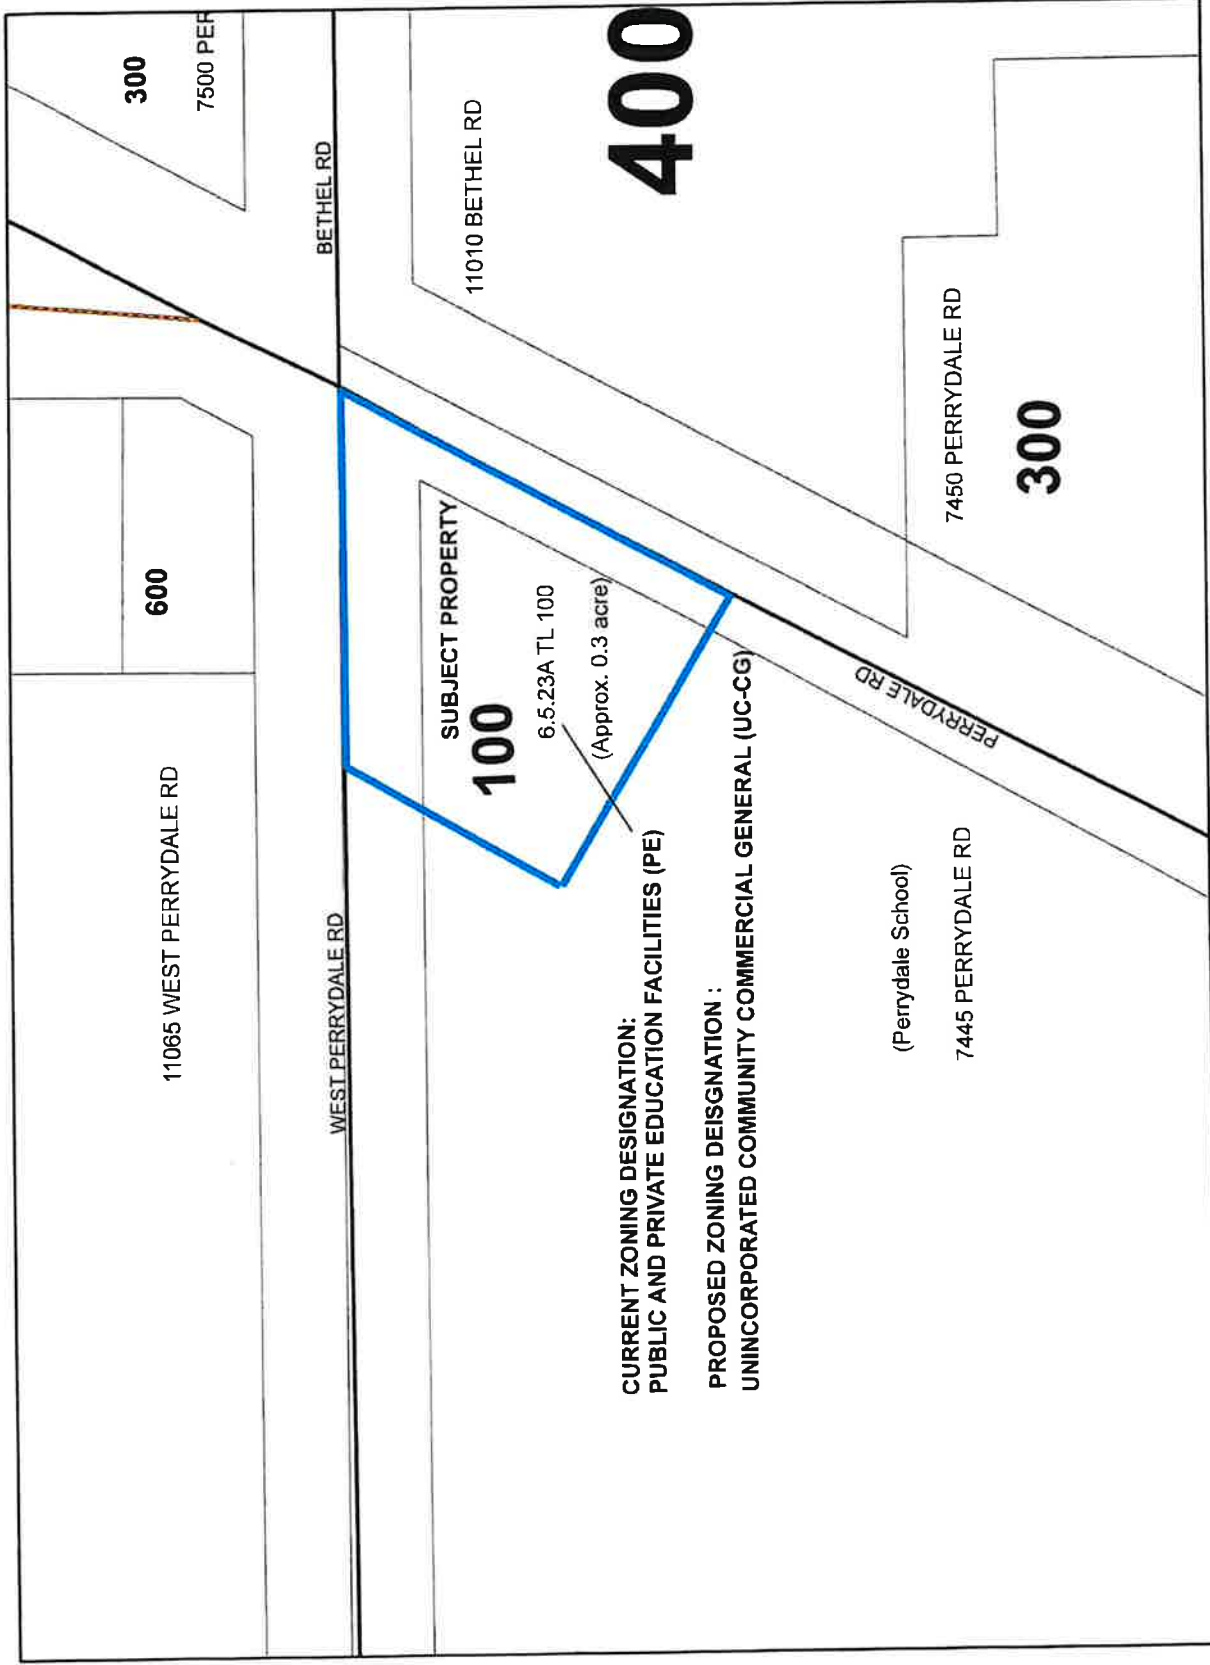 11065 WEST PERRYDALE RD
600
300
7500 PER
WEST PERRYDALE RD
BETHEL RD
SUBJECT PROPERTY
100
6.5.23A TL 100
(Approx. 0.3 acre)
11010 BETHEL RD
400
CURRENT ZONING DESIGNATION:
PUBLIC AND PRIVATE EDUCATION FACILITIES (PE)
PROPOSED ZONING DEISGNATION :
UNINCORPORATED COMMUNITY COMMERCIAL GENERAL (UC-CG)
PERRYDALE RD
(Perrydale School)
7445 PERRYDALE RD
7450 PERRYDALE RD
300